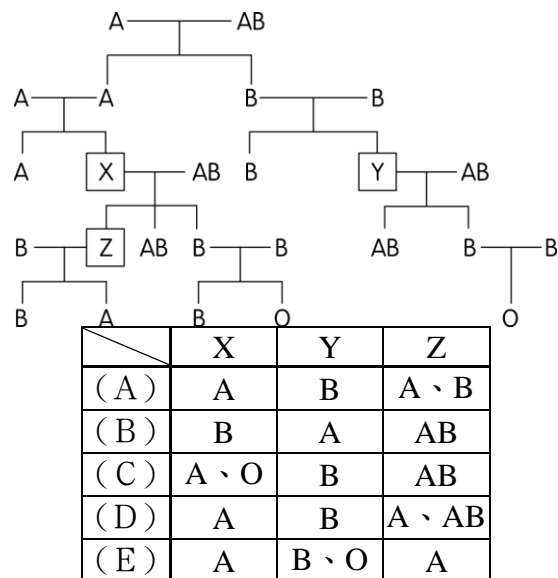 A AB
A A B B
A X AB B Y AB
B Z AB B B AB B B
B A B O O
X Y Z
(A) A B A、B
(B) B A AB
(C) A、O B AB
(D) A B A、AB
(E) A B、O A